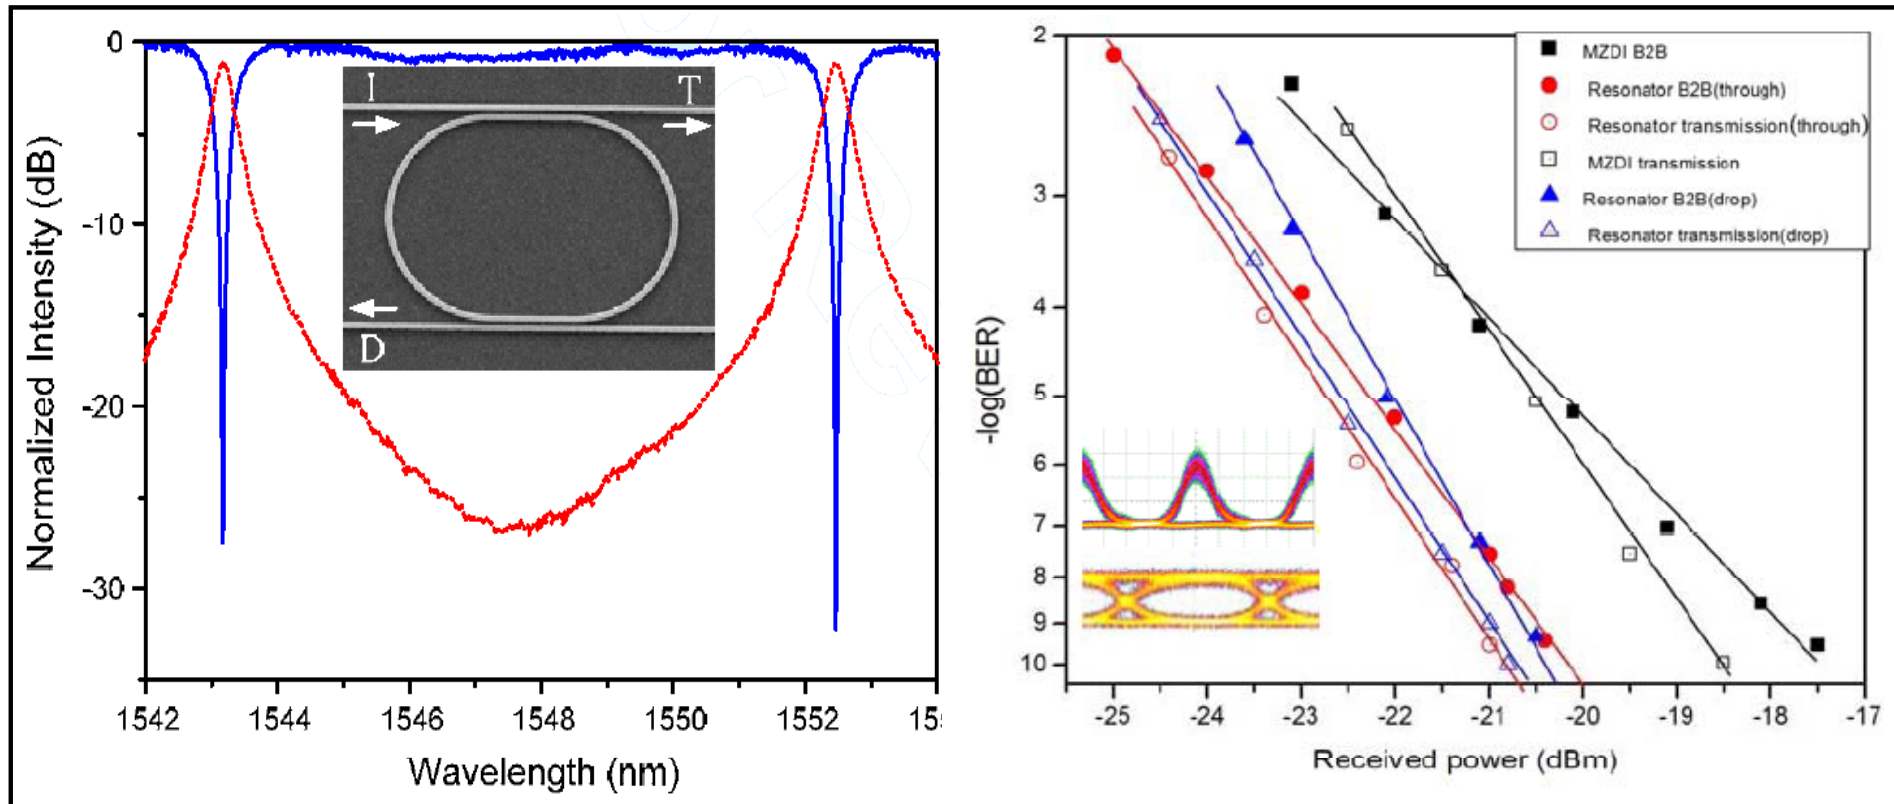 0
-10
-20
-30
Normalized Intensity (dB)
I
T
D
1542
1544
1546
1548
1550
1552
Wavelength (nm)
2
3
4
5
6
7
8
9
10
-log(BER)
MZDI B2B
Resonator B2B(through)
Resonator transmission(through)
MZDI transmission
Resonator B2B(drop)
Resonator transmission(drop)
-25
-24
-23
-22
-21
-20
-19
-18
-17
Received power (dBm)